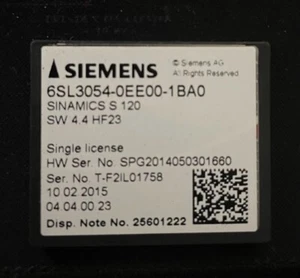 SIEMENS
© Siemens AG
All Rights Reserved
6SL3054-0EE00-1BA0
SINAMICS S 120
SW 4.4 HF23
Single license
HW Ser. No. SPG2014050301660
Ser. No. T-F2IL01758
10 02 2015
04 04 00 23
Disp. Note No. 25601222